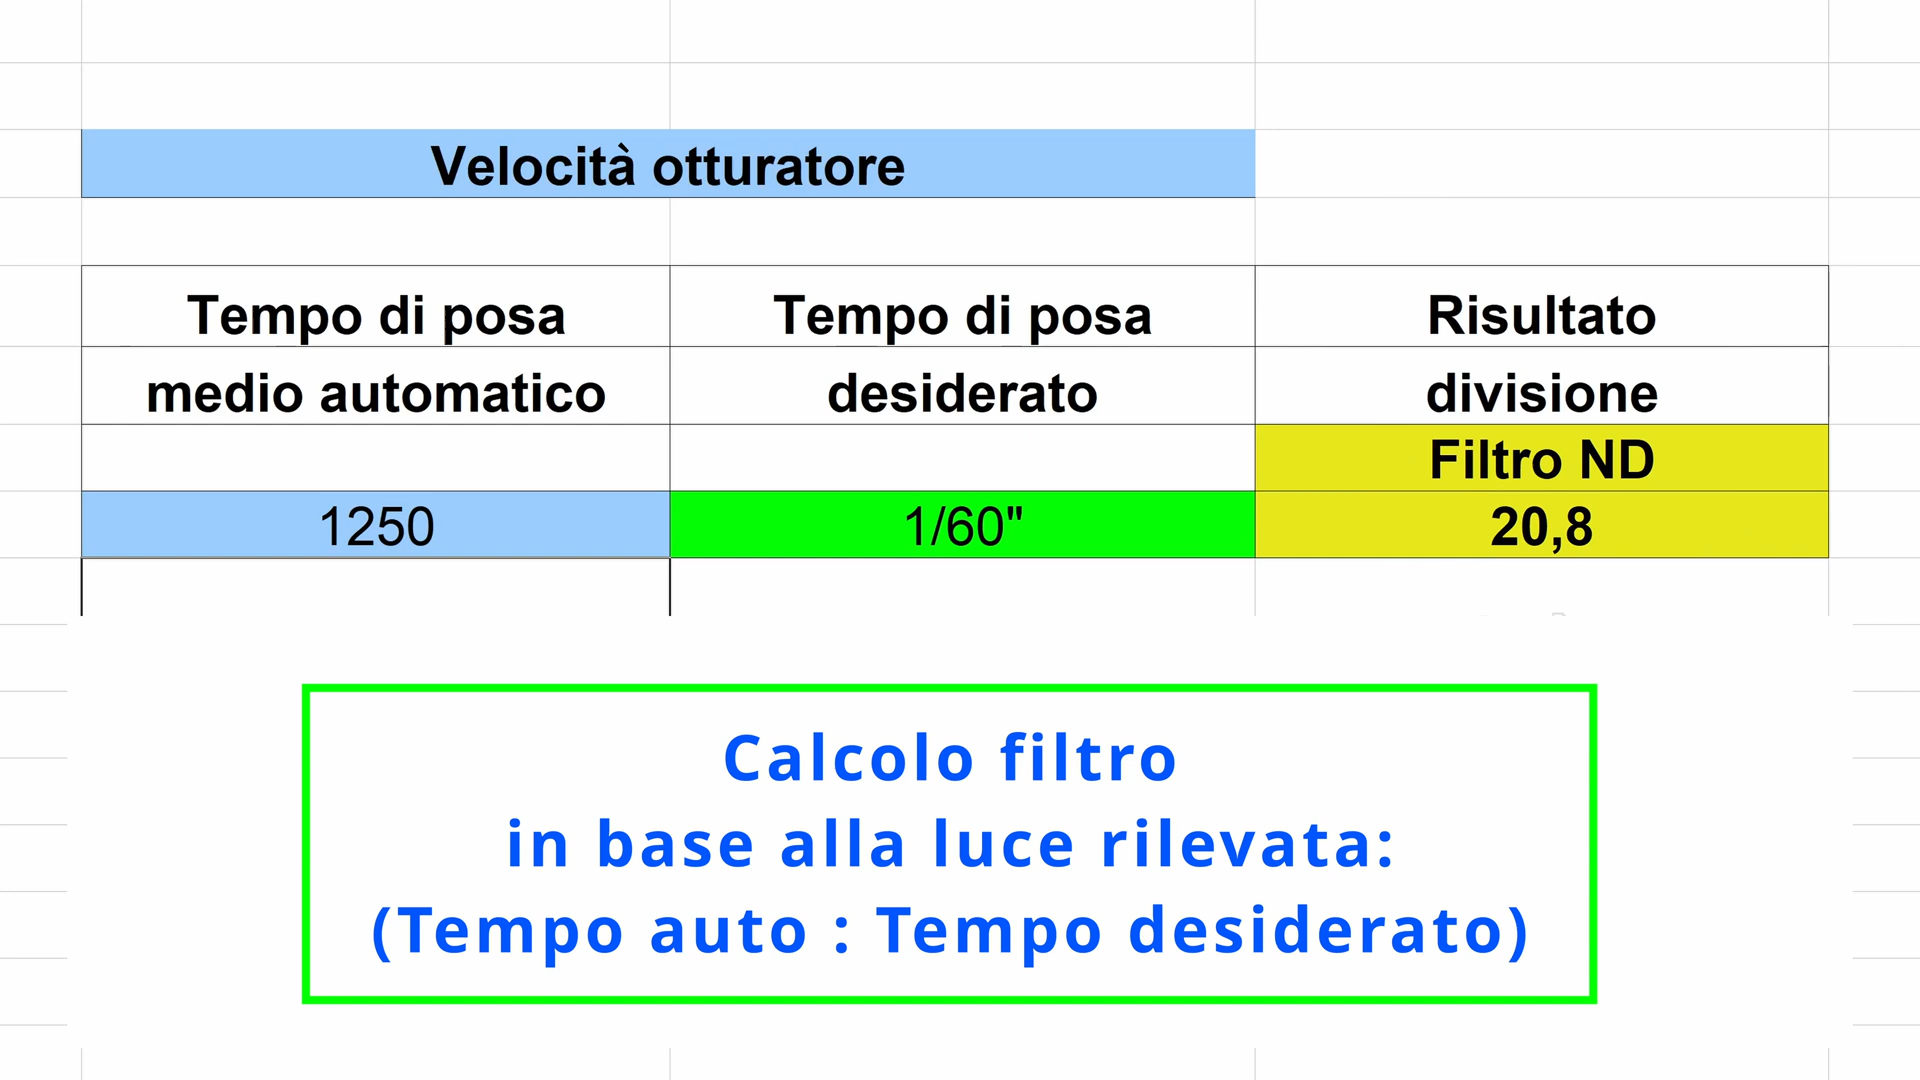 Velocità otturatore
Tempo di posa Tempo di posa Risultato
medio automatico desiderato divisione
Filtro ND
1250 1/60" 20,8
Calcolo filtro
in base alla luce rilevata:
(Tempo auto : Tempo desiderato)